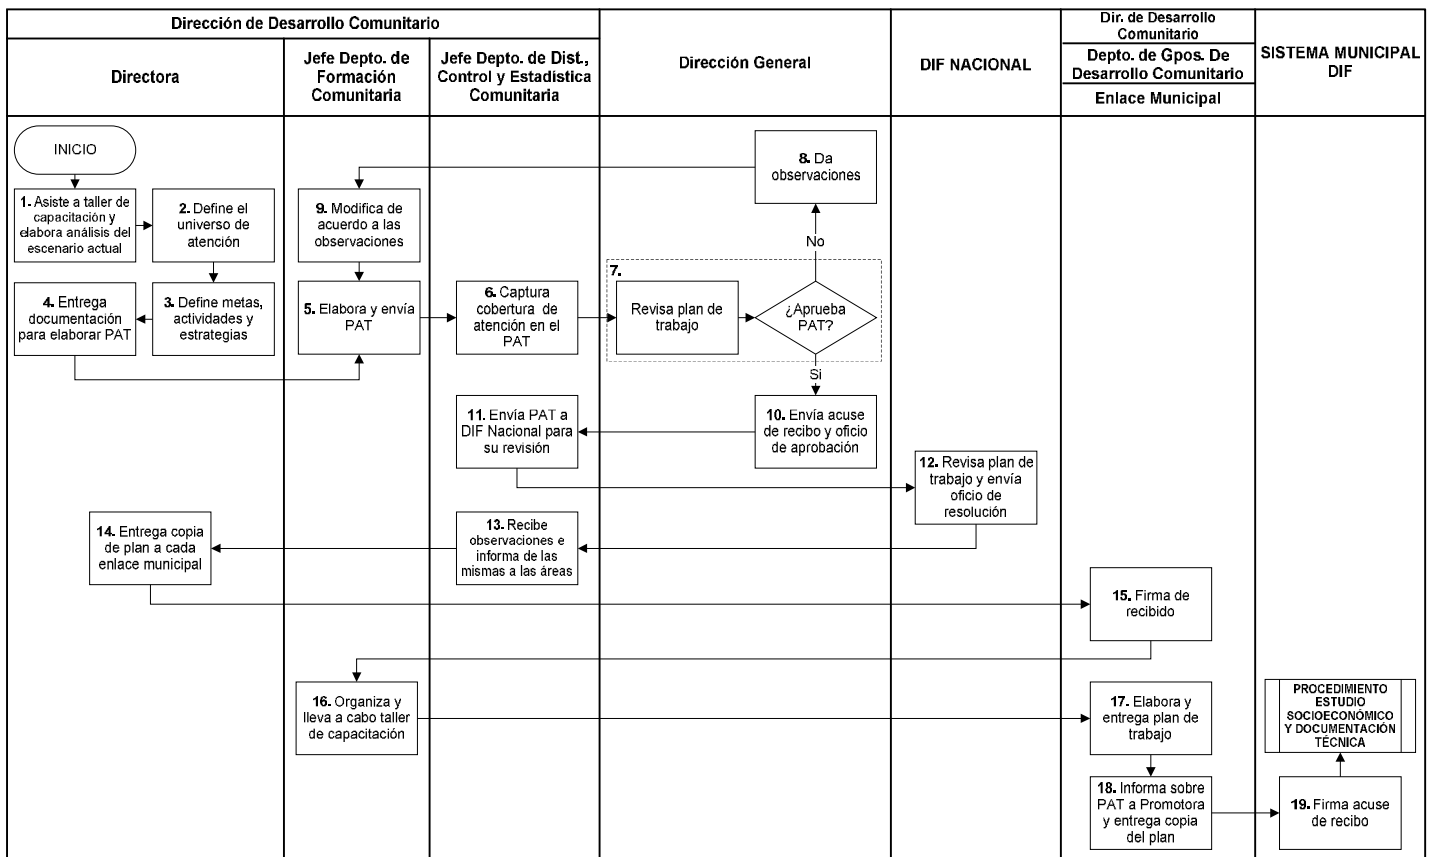 Dirección de Desarrollo Comunitario
Directora
Jefe Depto. de
Formación
Comunitaria
Jefe Depto. de Dist.,
Control y Estadística
Comunitaria
Dirección General
DIF NACIONAL
Dir. de Desarrollo
Comunitario
Depto. de Gpos. De
Desarrollo Comunitario
Enlace Municipal
SISTEMA MUNICIPAL
DIF
INICIO
1. Asiste a taller de
capacitación y
elabora análisis del
escenario actual
2. Define el
universo de
atención
3. Define metas,
actividades y
estrategias
4. Entrega
documentación
para elaborar PAT
9. Modifica de
acuerdo a las
observaciones
5. Elabora y envía
PAT
6. Captura
cobertura de
atención en el
PAT
7.
Revisa plan de
trabajo
¿Aprueba
PAT?
No
8. Da
observaciones
Si
10. Envía acuse
de recibo y oficio
de aprobación
11. Envía PAT a
DIF Nacional para
su revisión
12. Revisa plan de
trabajo y envía
oficio de
resolución
13. Recibe
observaciones e
informa de las
mismas a las áreas
14. Entrega copia
de plan a cada
enlace municipal
15. Firma de
recibido
16. Organiza y
lleva a cabo taller
de capacitación
17. Elabora y
entrega plan de
trabajo
18. Informa sobre
PAT a Promotora
y entrega copia
del plan
19. Firma acuse
de recibo
PROCEDIMIENTO
ESTUDIO
SOCIOECONÓMICO
Y DOCUMENTACIÓN
TÉCNICA